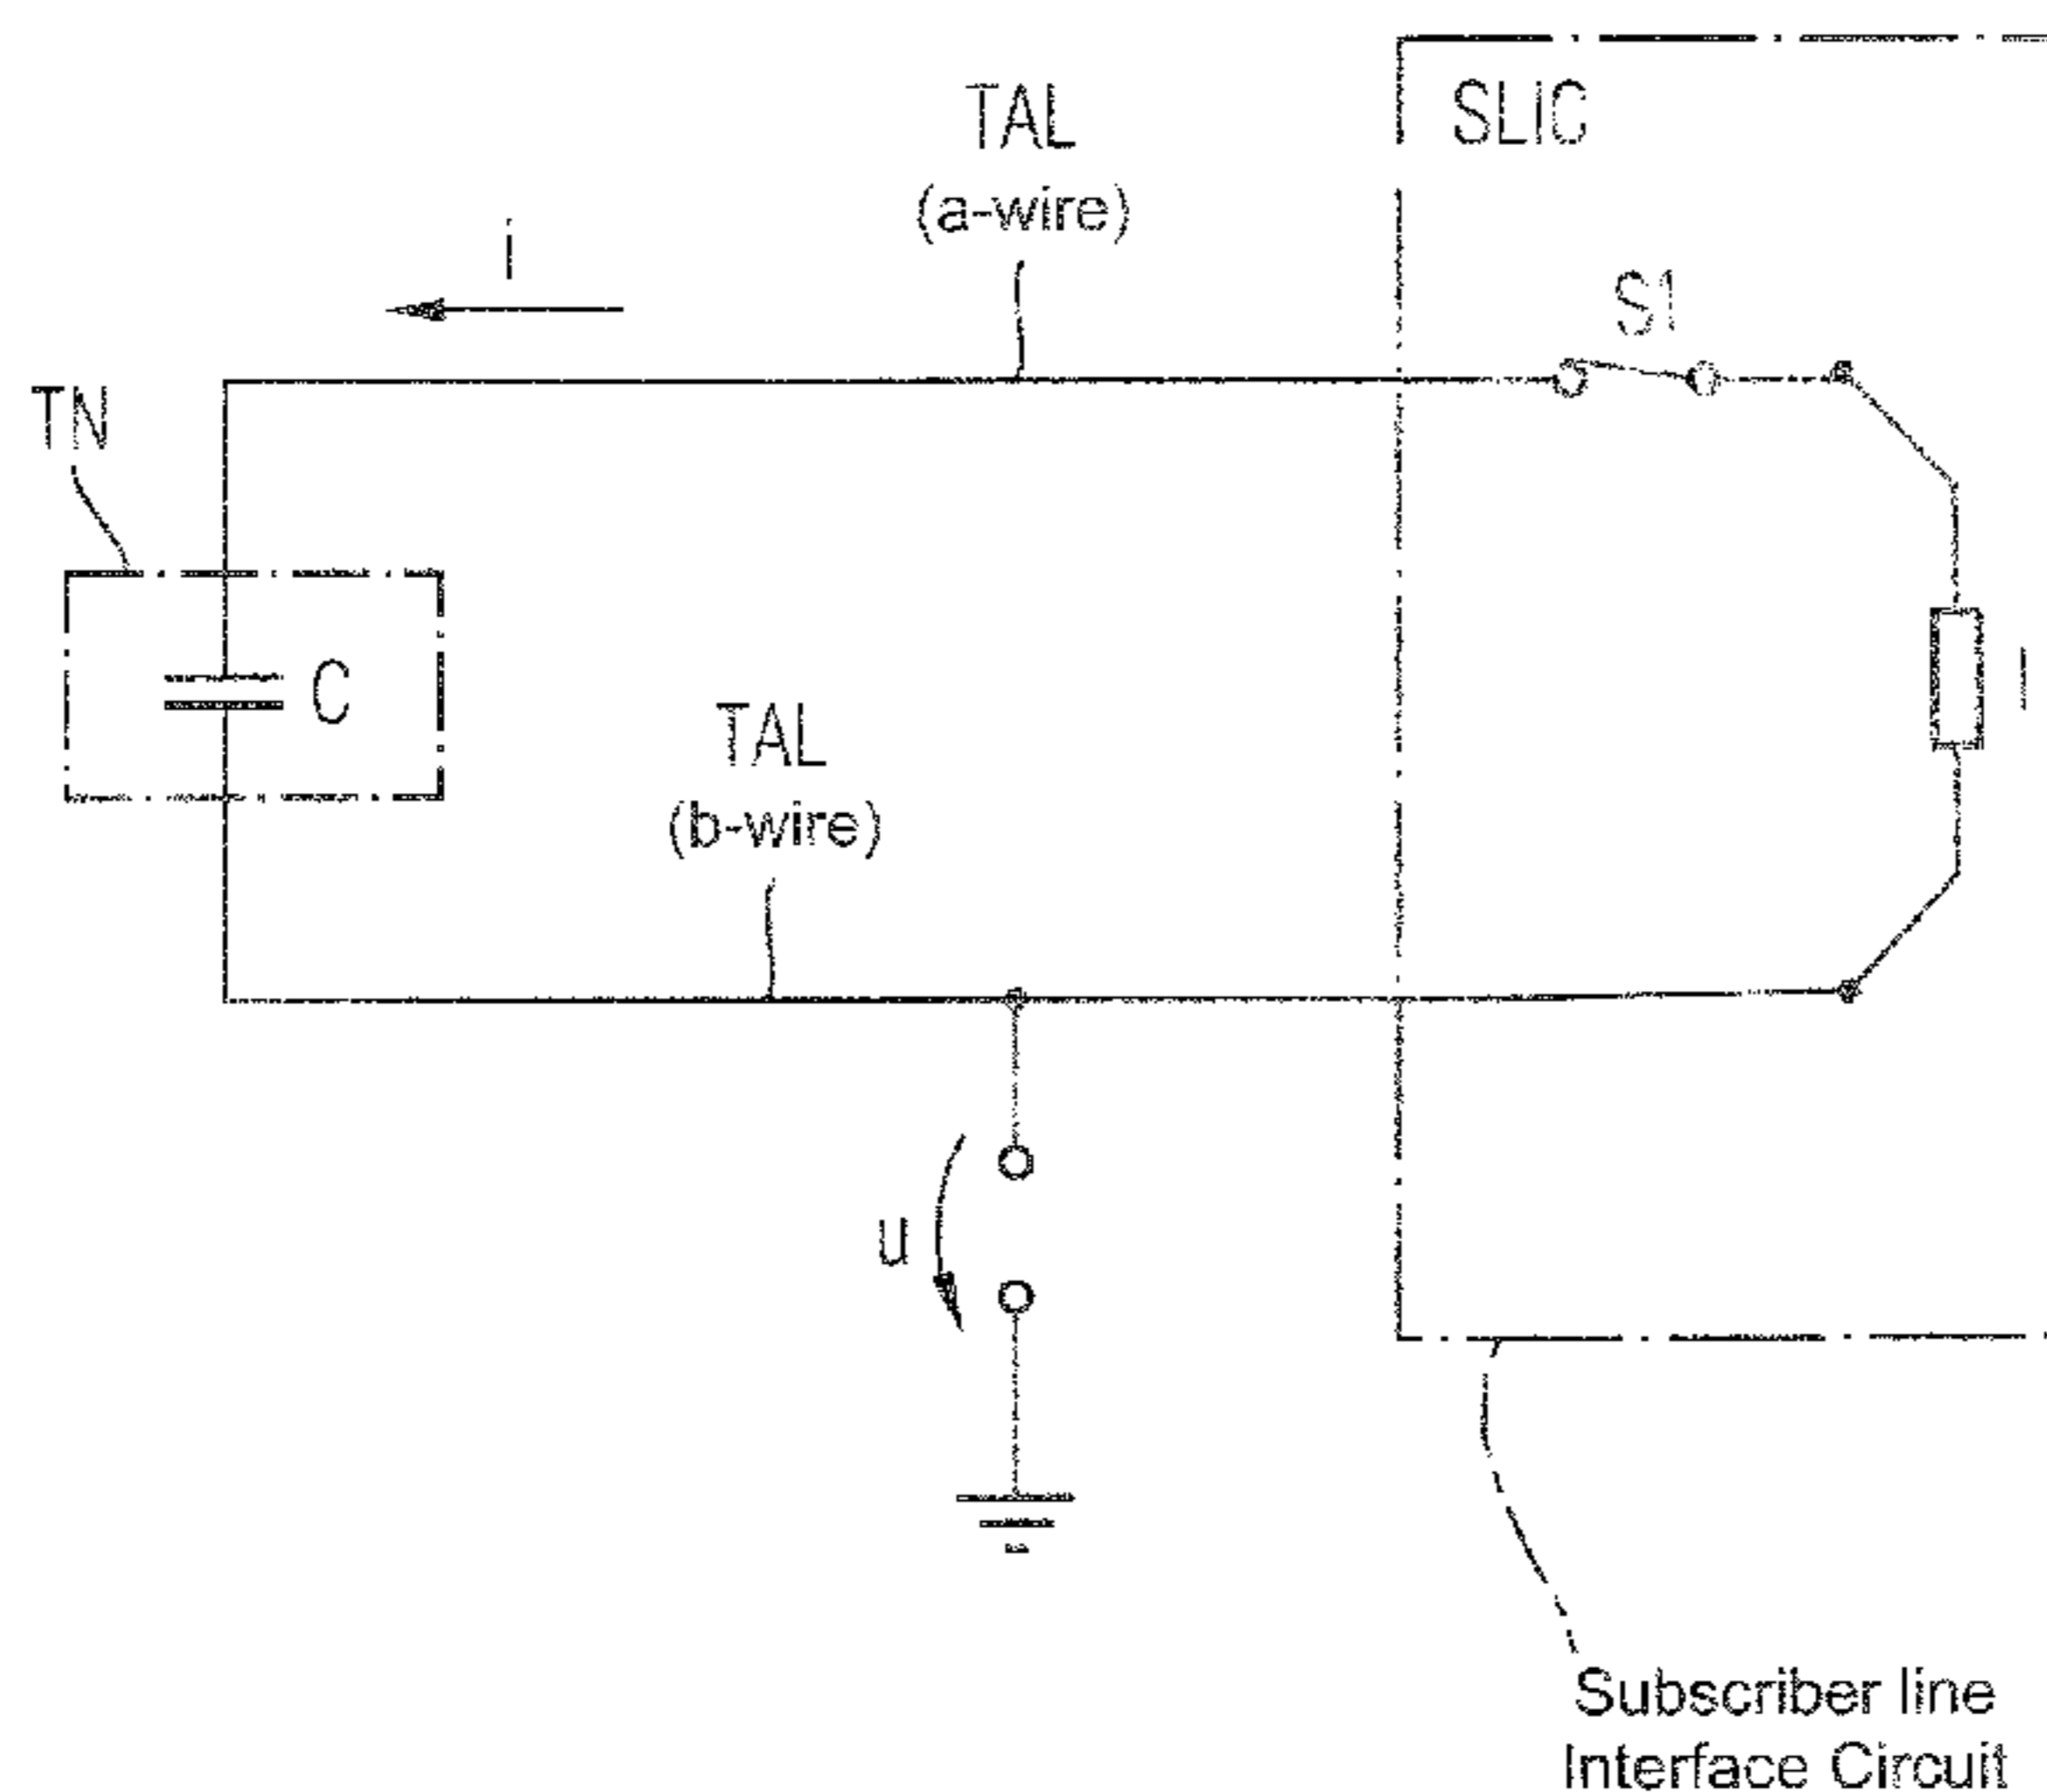 TAL
(a-wire)
SLIC
i
S1
TN
C
TAL
(b-wire)
u
Subscriber line
Interface Circuit